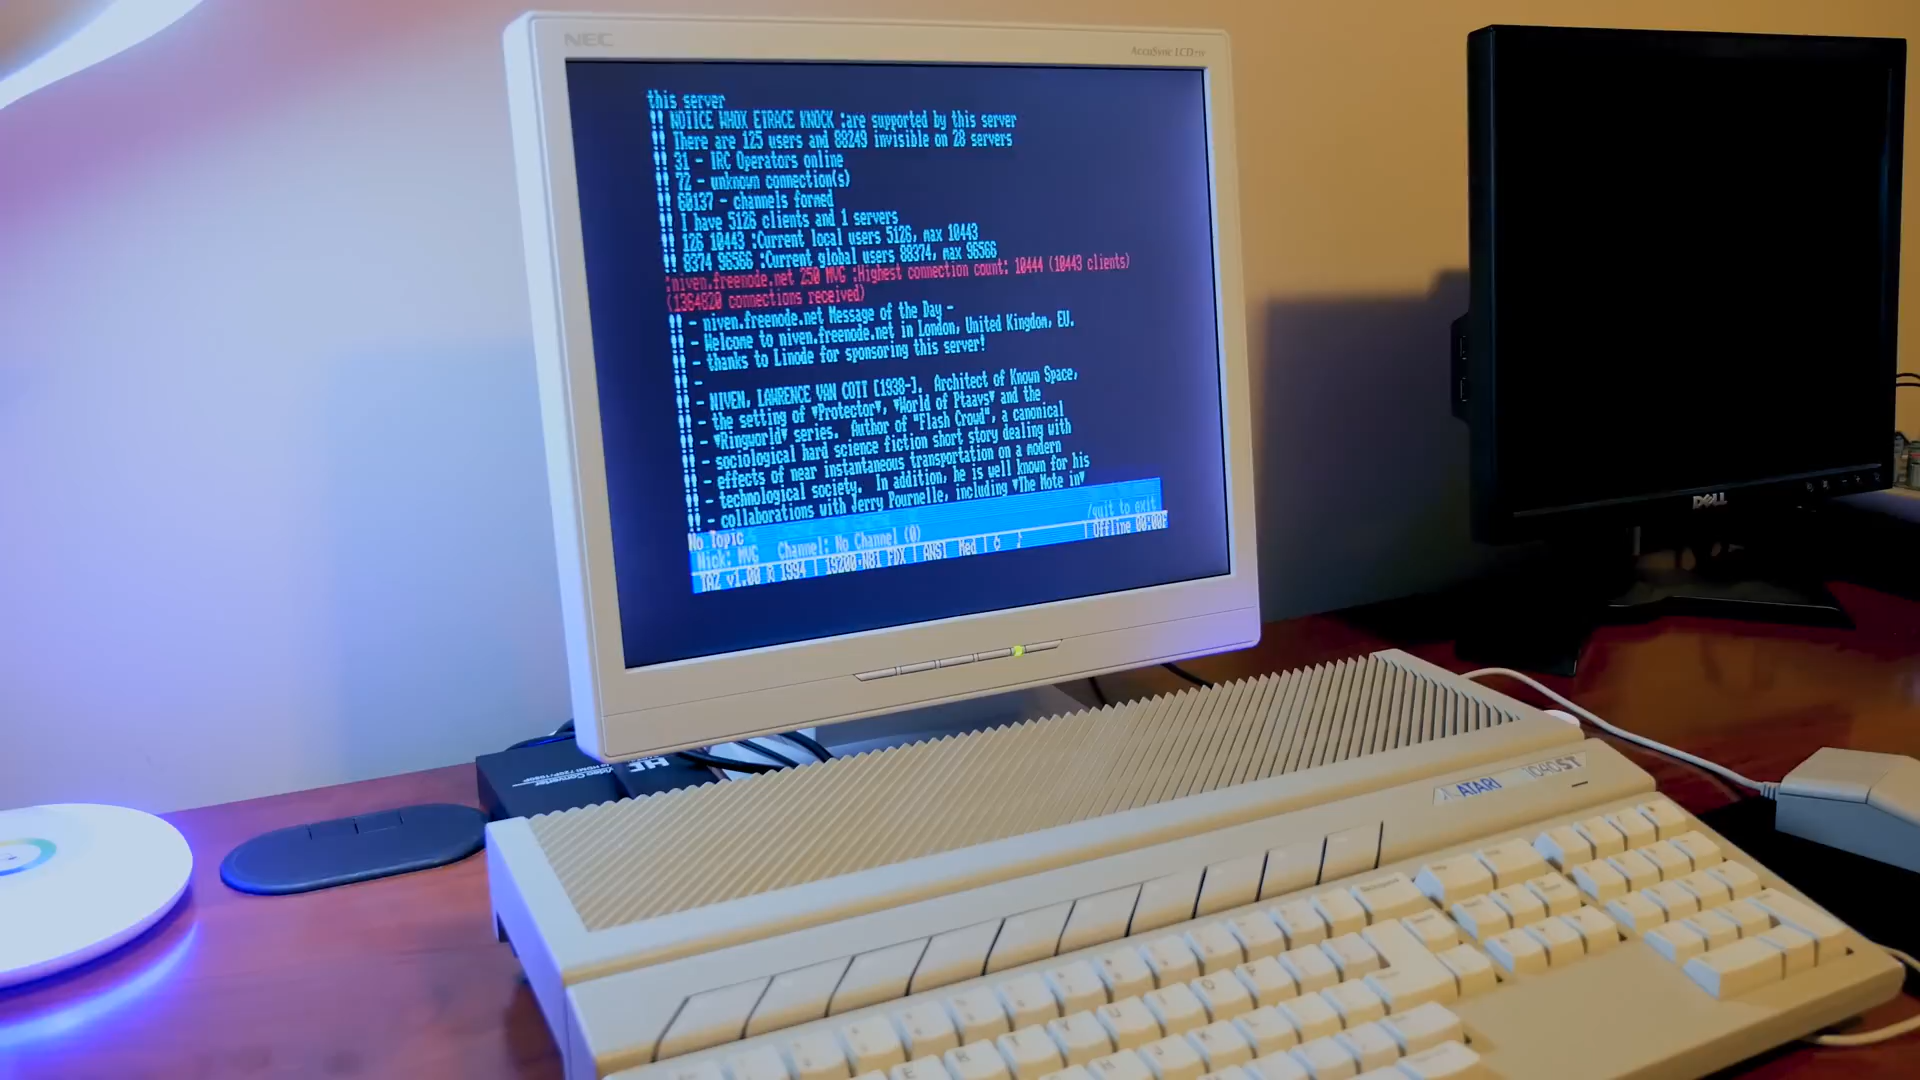 NEC
AccuSync LCD
this server
!! NOTICE WHOX ETRACE KNOCK :are supported by this server
!! There are 125 users and 88249 invisible on 28 servers
!! 31 - IRC Operators online
!! 72 - unknown connection(s)
!! 60137 - channels formed
!! I have 5126 clients and 1 servers
!! 126 10443 :Current local users 5126, max 10443
!! 8374 96566 :Current global users 88374, max 96566
:niven.freenode.net 250 MVG :Highest connection count: 10444 (10443 clients)
(1364820 connections received)
!! - niven.freenode.net Message of the Day -
!! - Welcome to niven.freenode.net in London, United Kingdom, EU.
!! - thanks to Linode for sponsoring this server!
!! -
!! - NIVEN, LAWRENCE VAN COTT [1938-].  Architect of Known Space,
!! - the setting of "Protector", "World of Ptaavs" and the
!! - "Ringworld" series.  Author of "Flash Crowd", a canonical
!! - sociological hard science fiction short story dealing with
!! - effects of near instantaneous transportation on a modern
!! - technological society.  In addition, he is well known for his
!! - collaborations with Jerry Pournelle, including "The Mote in"
No Topic /quit to exit
Nick: MVG Channel: No Channel (0)
TAZ v1.00 R 1994 | 19200-N81 FDX | ANSI Med | | Offline 00:00
DELL
Video Converter
ATARI 1040ST